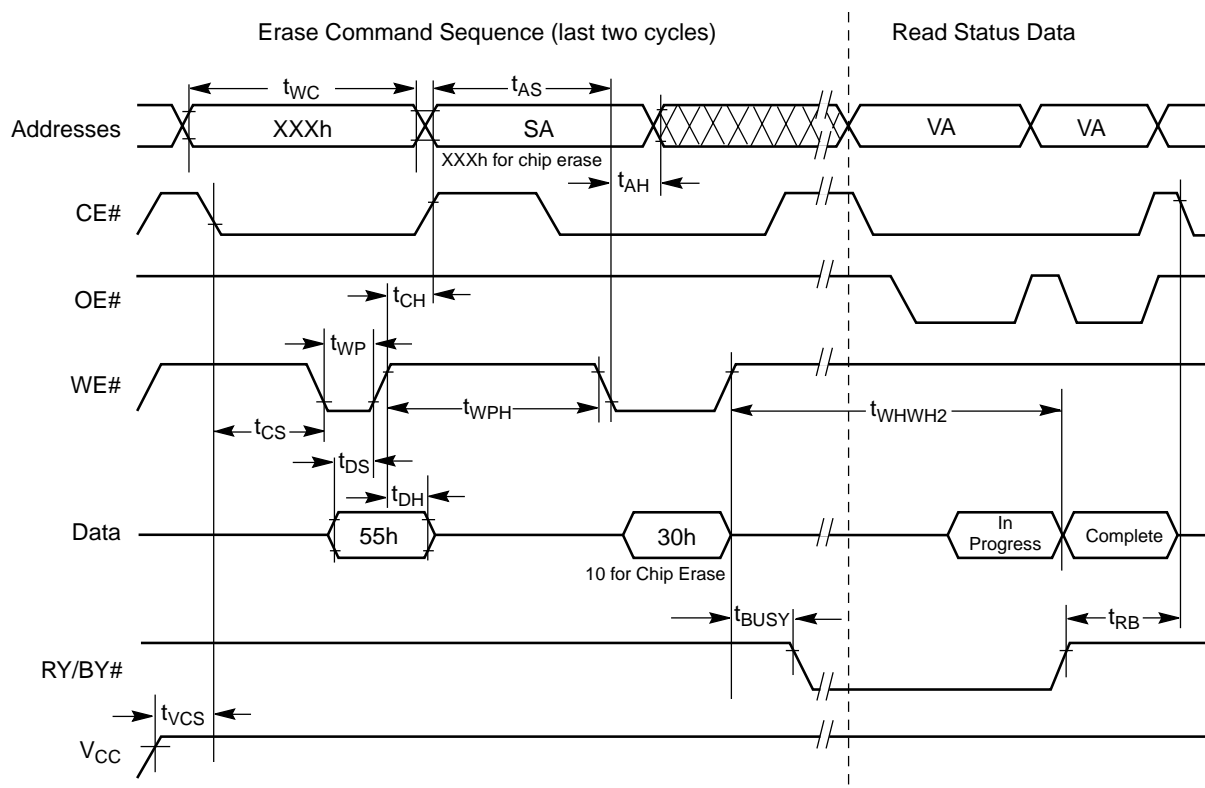 Erase Command Sequence (last two cycles)
Read Status Data
tWC
tAS
Addresses
XXXh
SA
VA
VA
XXXh for chip erase
tAH
CE#
OE#
tCH
tWP
WE#
tWPH
tWHWH2
tCS
tDS
tDH
Data
55h
30h
In
Progress
Complete
10 for Chip Erase
tBUSY
tRB
RY/BY#
tVCS
VCC